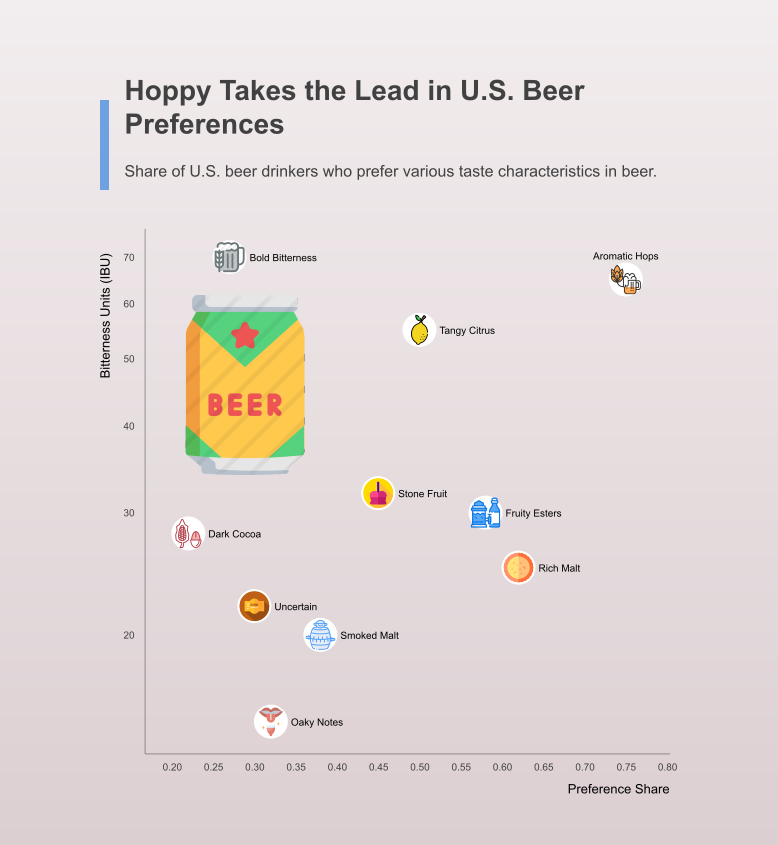 Hoppy Takes the Lead in U.S. Beer
Preferences
Share of U.S. beer drinkers who prefer various taste characteristics in beer.
Bitterness Units (IBU)
70
60
50
40
30
20
Bold Bitterness
Aromatic Hops
Tangy Citrus
BEER
Stone Fruit
Fruity Esters
Dark Cocoa
Rich Malt
Uncertain
Smoked Malt
Oaky Notes
0.20 0.25 0.30 0.35 0.40 0.45 0.50 0.55 0.60 0.65 0.70 0.75 0.80
Preference Share